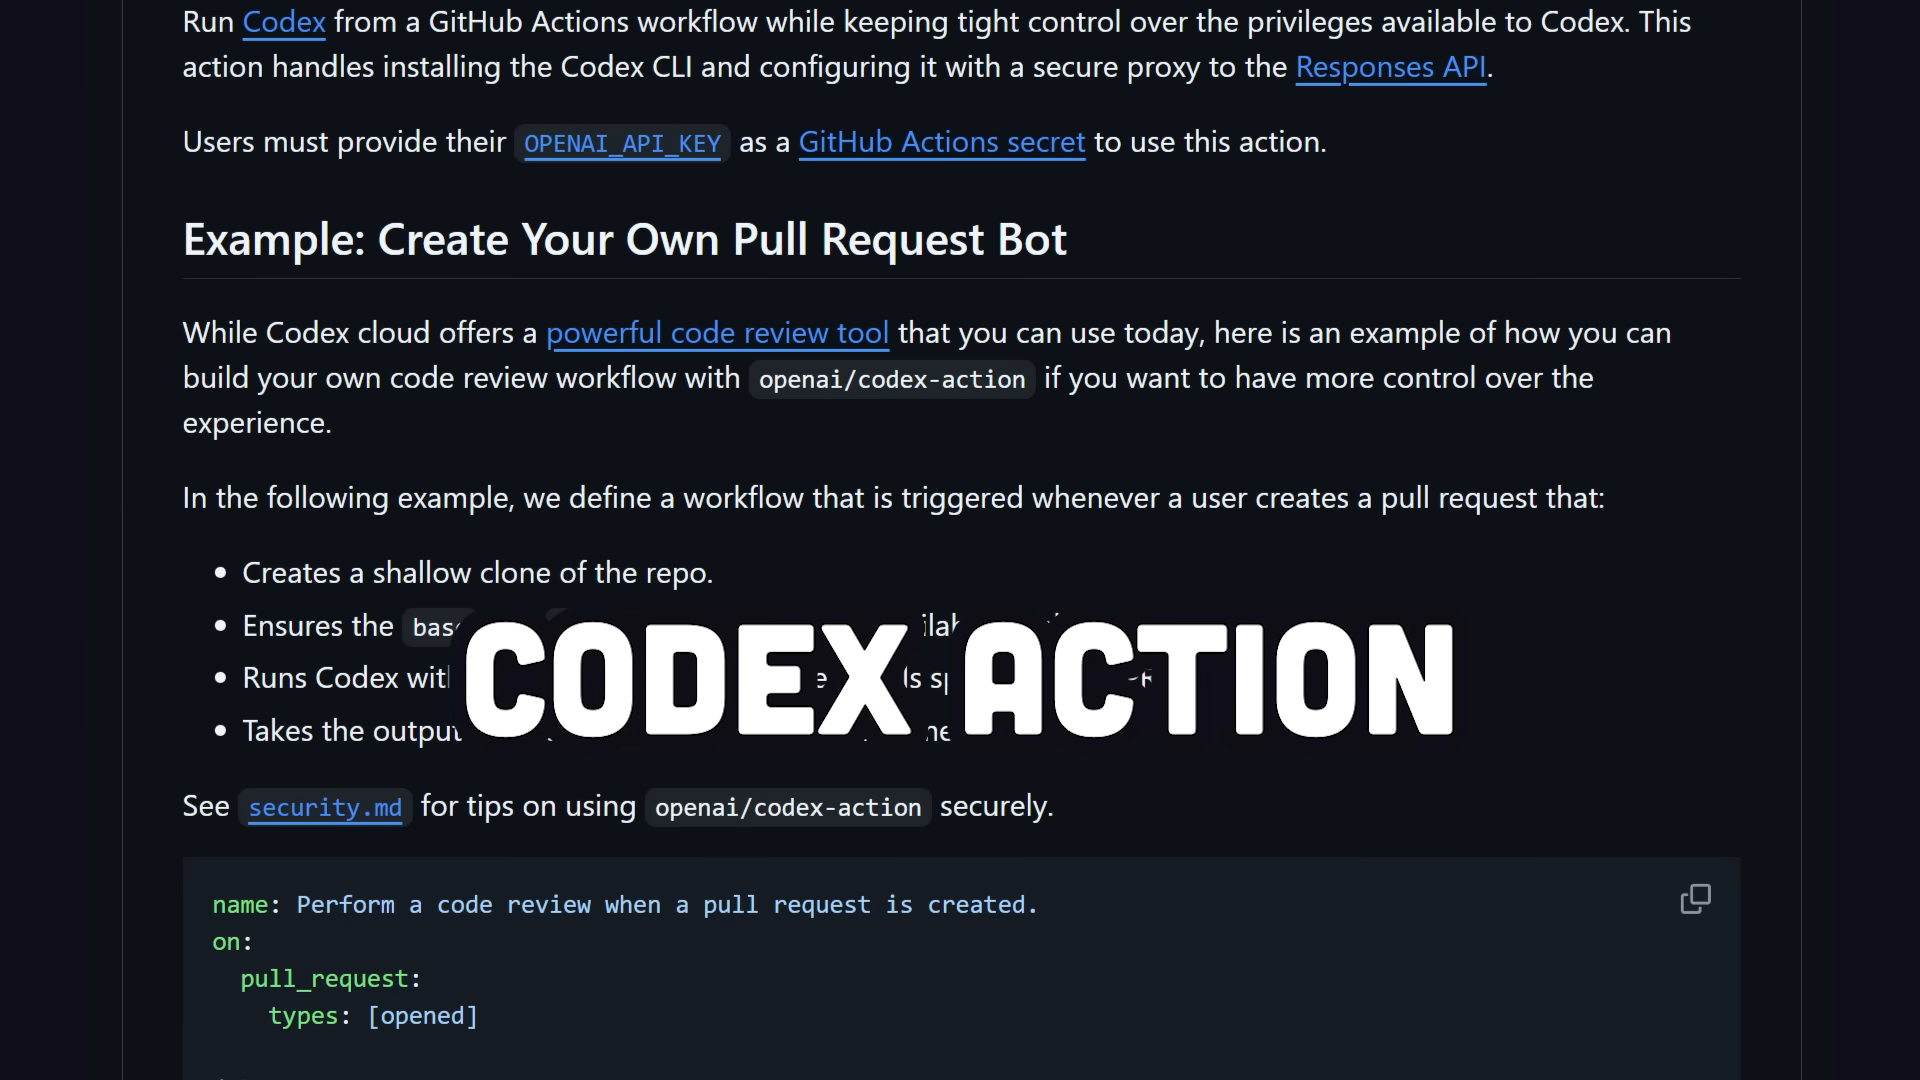 Run Codex from a GitHub Actions workflow while keeping tight control over the privileges available to Codex. This
action handles installing the Codex CLI and configuring it with a secure proxy to the Responses API.
Users must provide their OPENAI_API_KEY as a GitHub Actions secret to use this action.
Example: Create Your Own Pull Request Bot
While Codex cloud offers a powerful code review tool that you can use today, here is an example of how you can
build your own code review workflow with openai/codex-action if you want to have more control over the
experience.
In the following example, we define a workflow that is triggered whenever a user creates a pull request that:
• Creates a shallow clone of the repo.
• Ensures the
• Runs Codex
• Takes the output
CODEX ACTION
See security.md for tips on using openai/codex-action securely.
name: Perform a code review when a pull request is created.
on:
pull_request:
types: [opened]